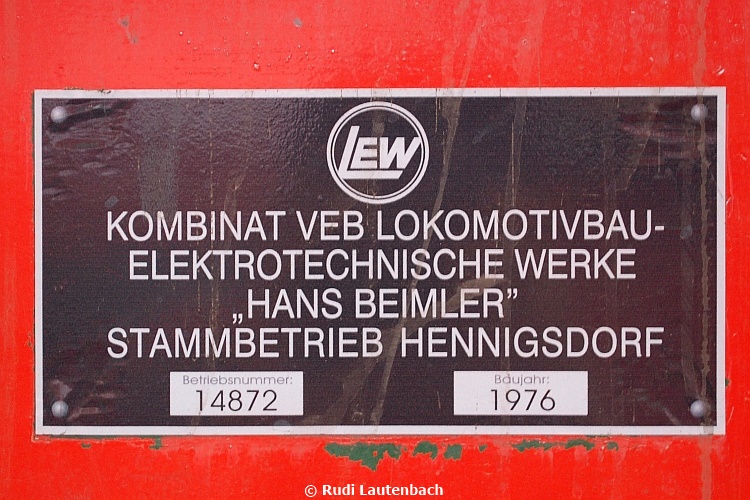 LEW
KOMBINAT VEB LOKOMOTIVBAU-
ELEKTROTECHNISCHE WERKE
„HANS BEIMLER”
STAMMBETRIEB HENNIGSDORF
Betriebsnummer: Baujahr:
14872 1976
© Rudi Lautenbach